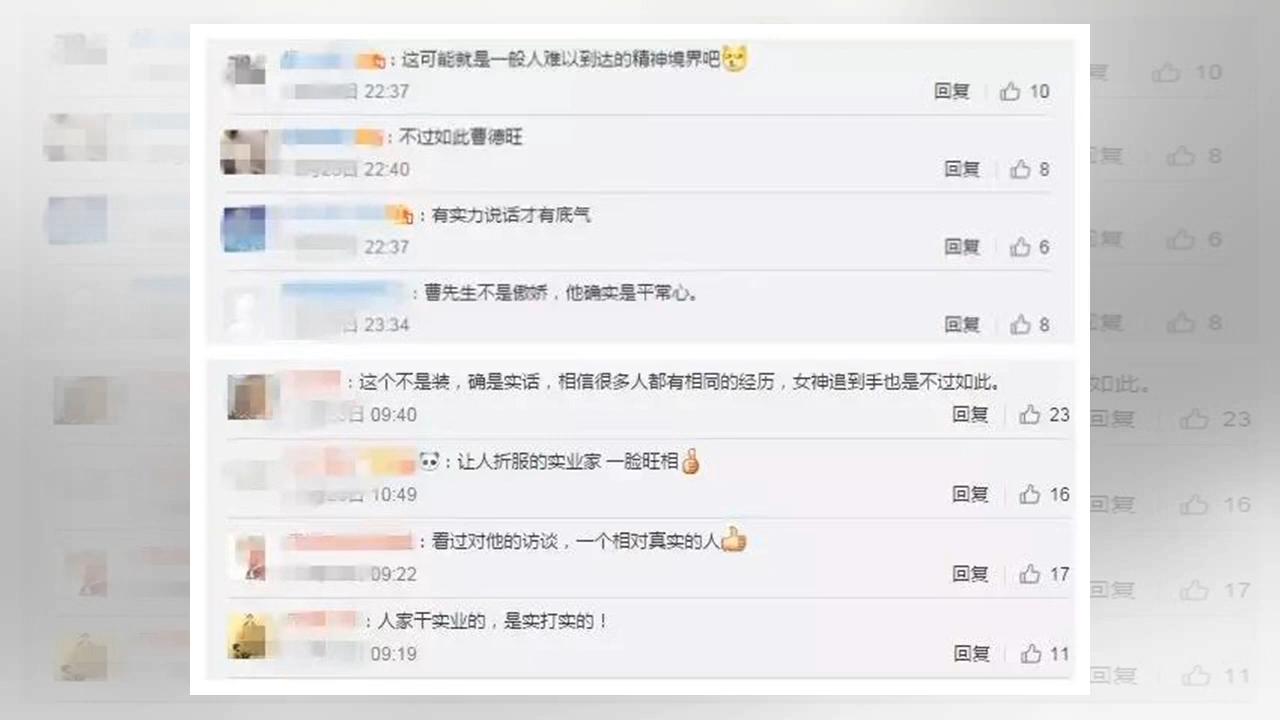 ：这可能就是一般人难以到达的精神境界吧
22:37 回复 10
：不过如此曹德旺
22:40 回复 8
：有实力说话才有底气
22:37 回复 6
：曹先生不是傲娇，他确实是平常心。
日 23:34 回复 8
：这个不是装，确是实话，相信很多人都有相同的经历，女神追到手也是不过如此。
日 09:40 回复 23
：让人折服的实业家 一脸旺相
日 10:49 回复 16
：看过对他的访谈，一个相对真实的人
09:22 回复 17
：人家干实业的，是实打实的！
09:19 回复 11